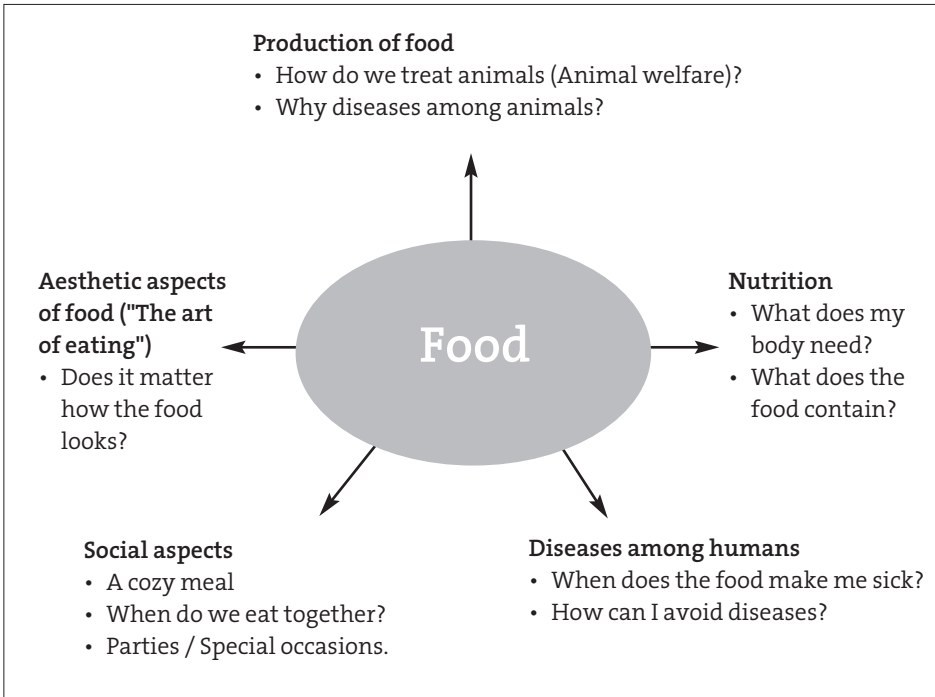 Production of food
• How do we treat animals (Animal welfare)?
• Why diseases among animals?
Aesthetic aspects
of food ("The art
of eating")
• Does it matter
how the food
looks?
Food
Nutrition
• What does my
body need?
• What does the
food contain?
Social aspects
• A cozy meal
• When do we eat together?
• Parties / Special occasions.
Diseases among humans
• When does the food make me sick?
• How can I avoid diseases?